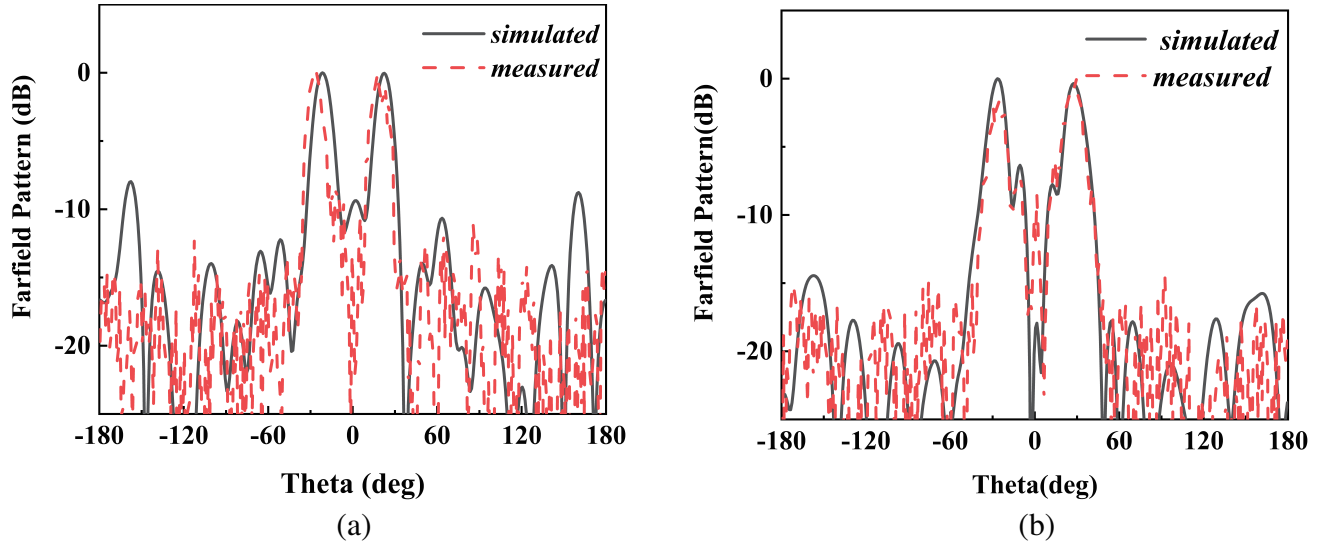 simulated
measured
0
-10
-20
Farfield Pattern (dB)
-180 -120 -60 0 60 120 180
Theta (deg)
(a)
simulated
measured
0
-10
-20
Farfield Pattern(dB)
-180 -120 -60 0 60 120 180
Theta(deg)
(b)